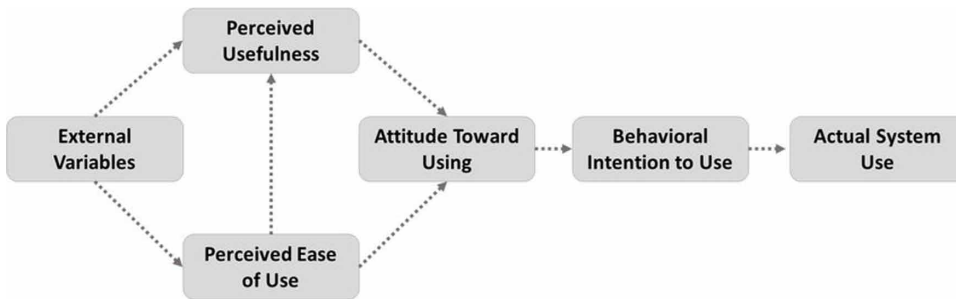 Perceived
Usefulness
External
Variables
Attitude Toward
Using
Behavioral
Intention to Use
Actual System
Use
Perceived Ease
of Use